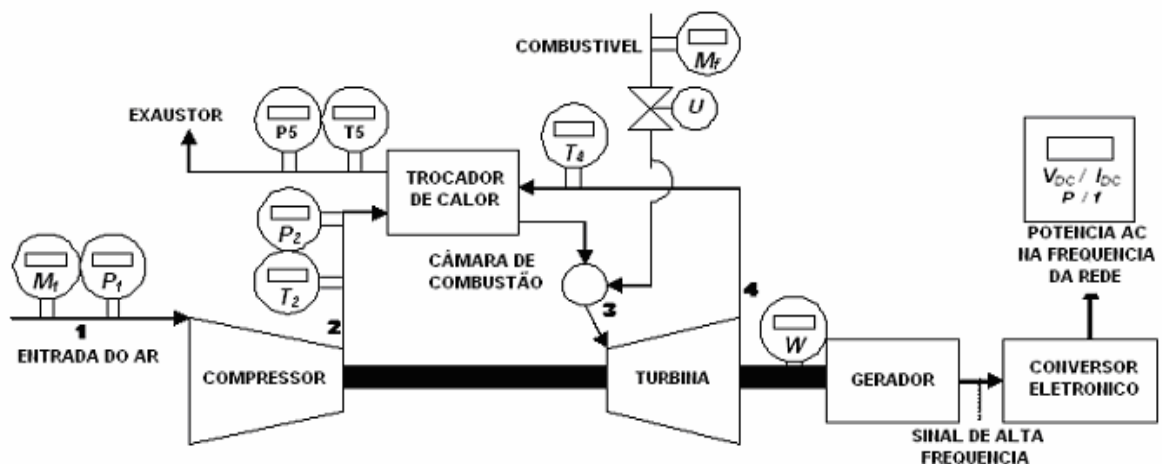 COMBUSTIVEL
Mf
U
EXAUSTOR
P5
T5
T4
TROCADOR
DE CALOR
P2
T2
CÂMARA DE
COMBUSTÃO
M1
P1
1
ENTRADA DO AR
2
3
4
COMPRESSOR
TURBINA
W
GERADOR
CONVERSOR
ELETRONICO
SINAL DE ALTA
FREQUENCIA
VDC / IDC
P / f
POTENCIA AC
NA FREQUENCIA
DA REDE